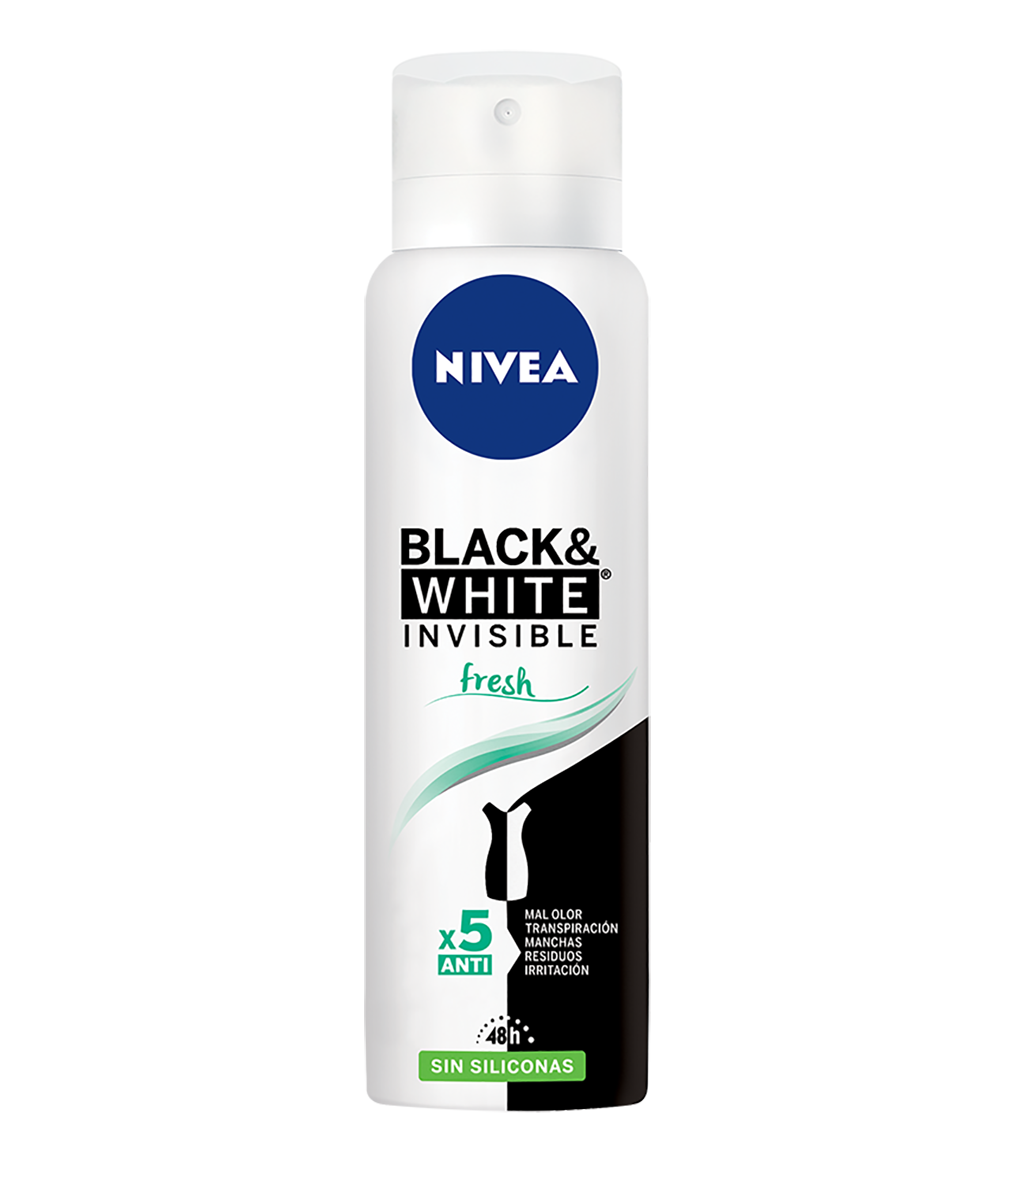 NIVEA
BLACK&
WHITE®
INVISIBLE
fresh
x5
ANTI
MAL OLOR
TRANSPIRACIÓN
MANCHAS
RESIDUOS
IRRITACIÓN
48h
SIN SILICONAS